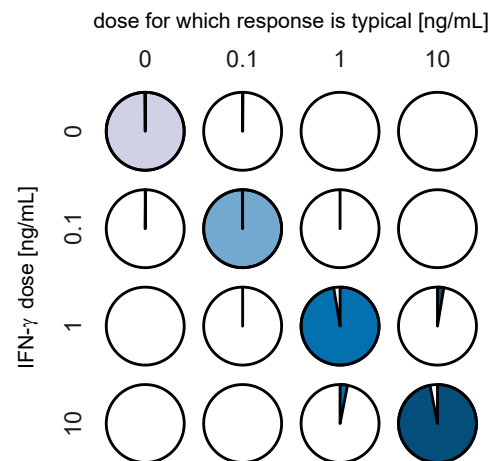 dose for which response is typical [ng/mL]
0 0.1 1 10
IFN-γ dose [ng/mL]
0
0.1
1
10